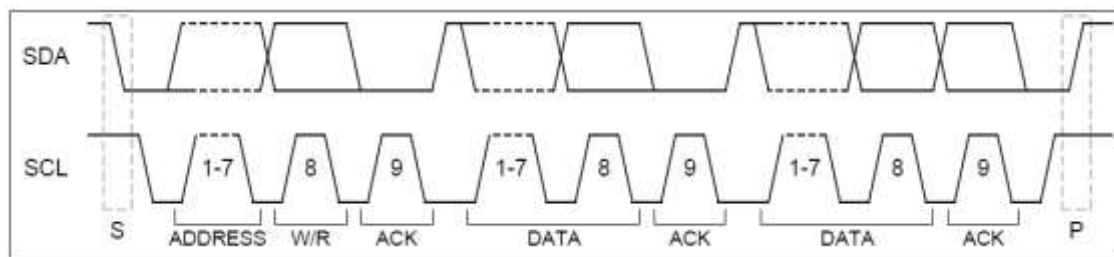 SDA
SCL 1-7 8 9 1-7 8 9 1-7 8 9
S ADDRESS W/R ACK DATA ACK DATA ACK P